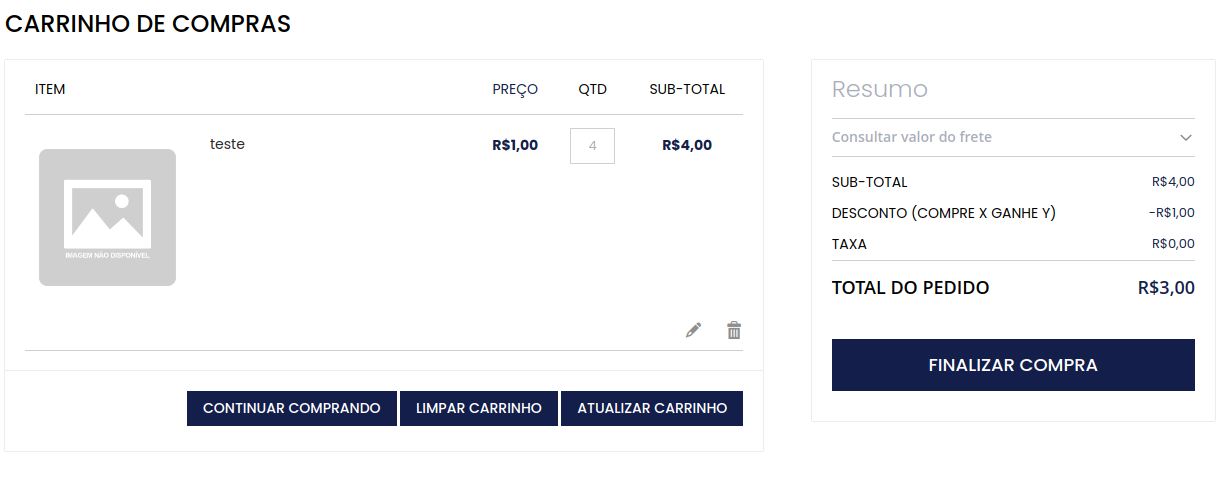 CARRINHO DE COMPRAS
ITEM PREÇO QTD SUB-TOTAL
teste R$1,00 4 R$4,00
IMAGEM NÃO DISPONÍVEL
CONTINUAR COMPRANDO LIMPAR CARRINHO ATUALIZAR CARRINHO
Resumo
Consultar valor do frete
SUB-TOTAL R$4,00
DESCONTO (COMPRE X GANHE Y) -R$1,00
TAXA R$0,00
TOTAL DO PEDIDO R$3,00
FINALIZAR COMPRA